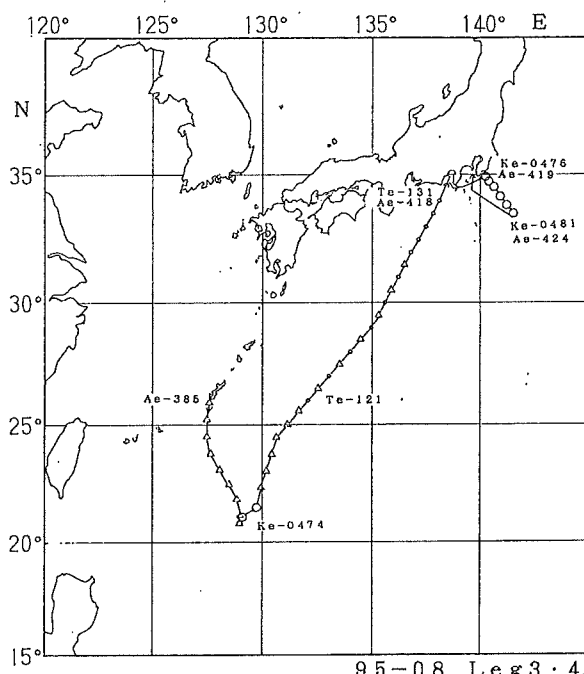 120° 125° 130° 135° 140° E
N
35°
Ke-0476
Te-131 Ae-419
Ae-418
Ke-0481
Ae-424
30°
Ae-385 Te-121
25°
Ke-0474
20°
15°
95-08 Leg3・4